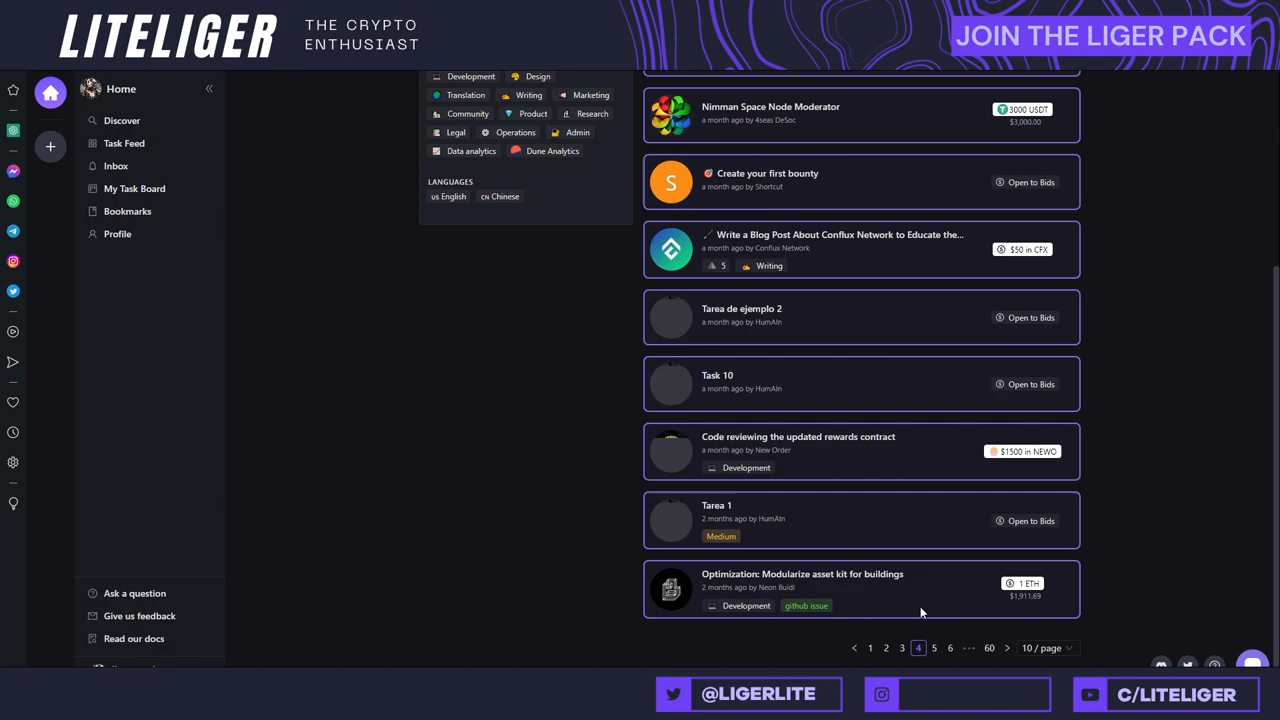 LITELIGER
THE CRYPTO
ENTHUSIAST
JOIN THE LIGER PACK
Home
Discover
Task Feed
Inbox
My Task Board
Bookmarks
Profile
Ask a question
Give us feedback
Read our docs
Development Design
Translation Writing Marketing
Community Product Research
Legal Operations Admin
Data analytics Dune Analytics
LANGUAGES
US English CN Chinese
Nimman Space Node Moderator
a month ago by 4seas DeSoc
3000 USDT
$3,000.00
S
Create your first bounty
a month ago by Shortcut
Open to Bids
Write a Blog Post About Conflux Network to Educate the...
a month ago by Conflux Network
5 Writing
$50 in CFX
Tarea de ejemplo 2
a month ago by HumAIn
Open to Bids
Task 10
a month ago by HumAIn
Open to Bids
Code reviewing the updated rewards contract
a month ago by New Order
Development
$1500 in NEWO
Tarea 1
2 months ago by HumAIn
Medium
Open to Bids
Optimization: Modularize asset kit for buildings
2 months ago by Neon Buidl
Development github issue
1 ETH
$1,911.69
< 1 2 3 4 5 6 ••• 60 > 10 / page
@LIGERLITE
C/LITELIGER